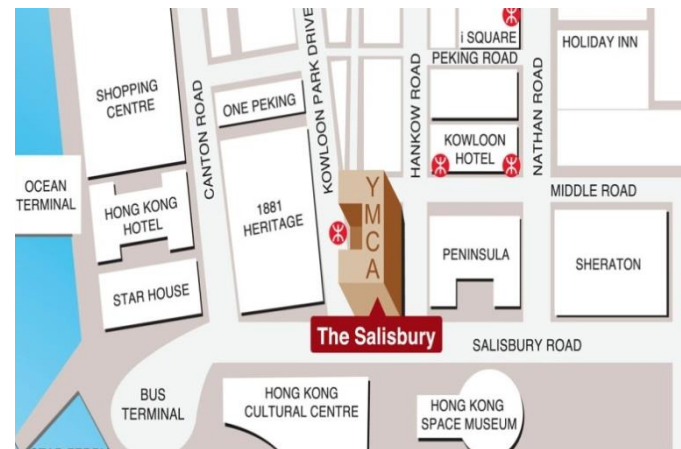 i SQUARE
PEKING ROAD
HOLIDAY INN
SHOPPING
CENTRE
CANTON ROAD
ONE PEKING
KOWLOON PARK DRIVE
HANKOW ROAD
NATHAN ROAD
KOWLOON
HOTEL
OCEAN
TERMINAL
HONG KONG
HOTEL
1881
HERITAGE
YMCA
MIDDLE ROAD
PENINSULA
SHERATON
STAR HOUSE
The Salisbury
SALISBURY ROAD
BUS
TERMINAL
HONG KONG
CULTURAL CENTRE
HONG KONG
SPACE MUSEUM